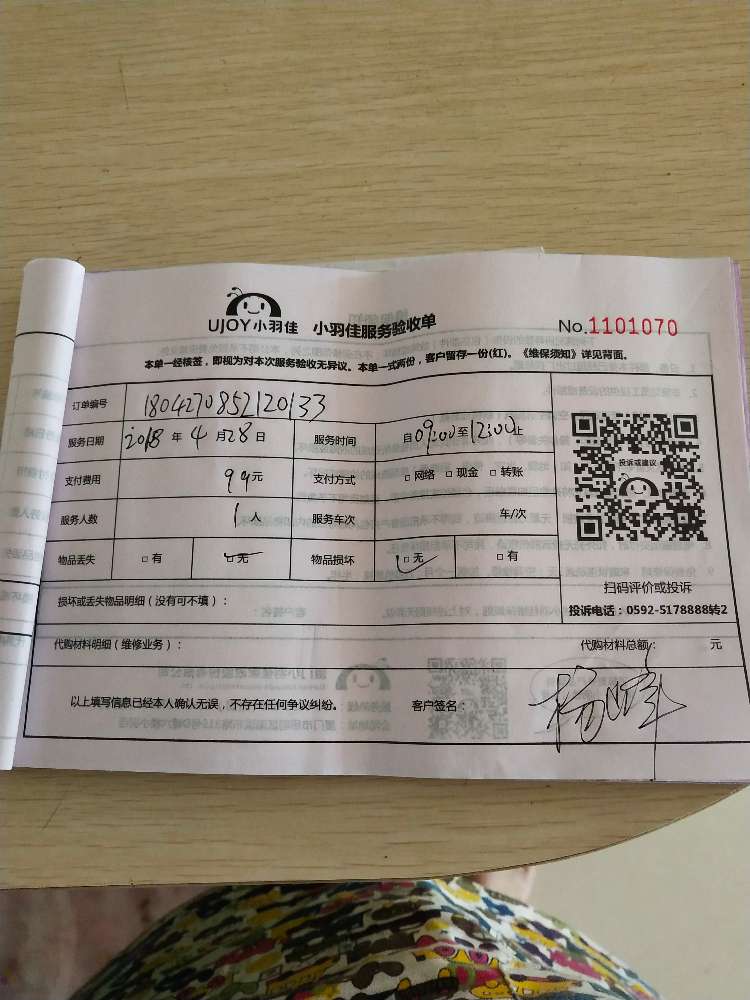 UJOY小羽佳 小羽佳服务验收单 No.1101070
本单一经核签，即视为对本次服务验收无异议。本单一式两份，客户留存一份(红)。《维保须知》详见背面。
订单编号 1804270852120133
服务日期 2018 年 4 月 28 日 服务时间 自09:00至12:00止
支付费用 99元 支付方式 □网络 □现金 □转账
投诉或建议
服务人数 1人 服务车次 车/次
物品丢失 □有 □无 物品损坏 □无 □有
扫码评价或投诉
损坏或丢失物品明细（没有可不填）： 投诉电话：0592-5178888转2
代购材料明细（维修业务）： 代购材料总额： 元
以上填写信息已经本人确认无误，不存在任何争议纠纷。 客户签名： 杨峰